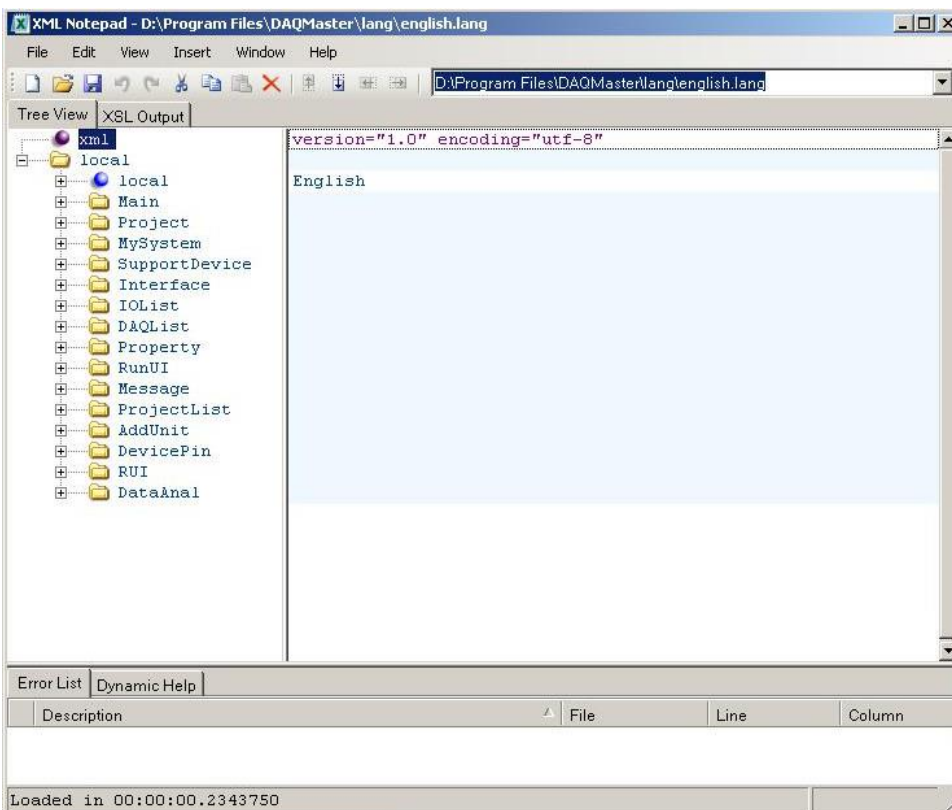 XML Notepad - D:\Program Files\DAQMaster\lang\english.lang
File Edit View Insert Window Help
D:\Program Files\DAQMaster\lang\english.lang
Tree View XSL Output
xml version="1.0" encoding="utf-8"
local
local English
Main
Project
MySystem
SupportDevice
Interface
IOList
DAQList
Property
RunUI
Message
ProjectList
AddUnit
DevicePin
RUI
DataAnal
Error List Dynamic Help
Description File Line Column
Loaded in 00:00:00.2343750